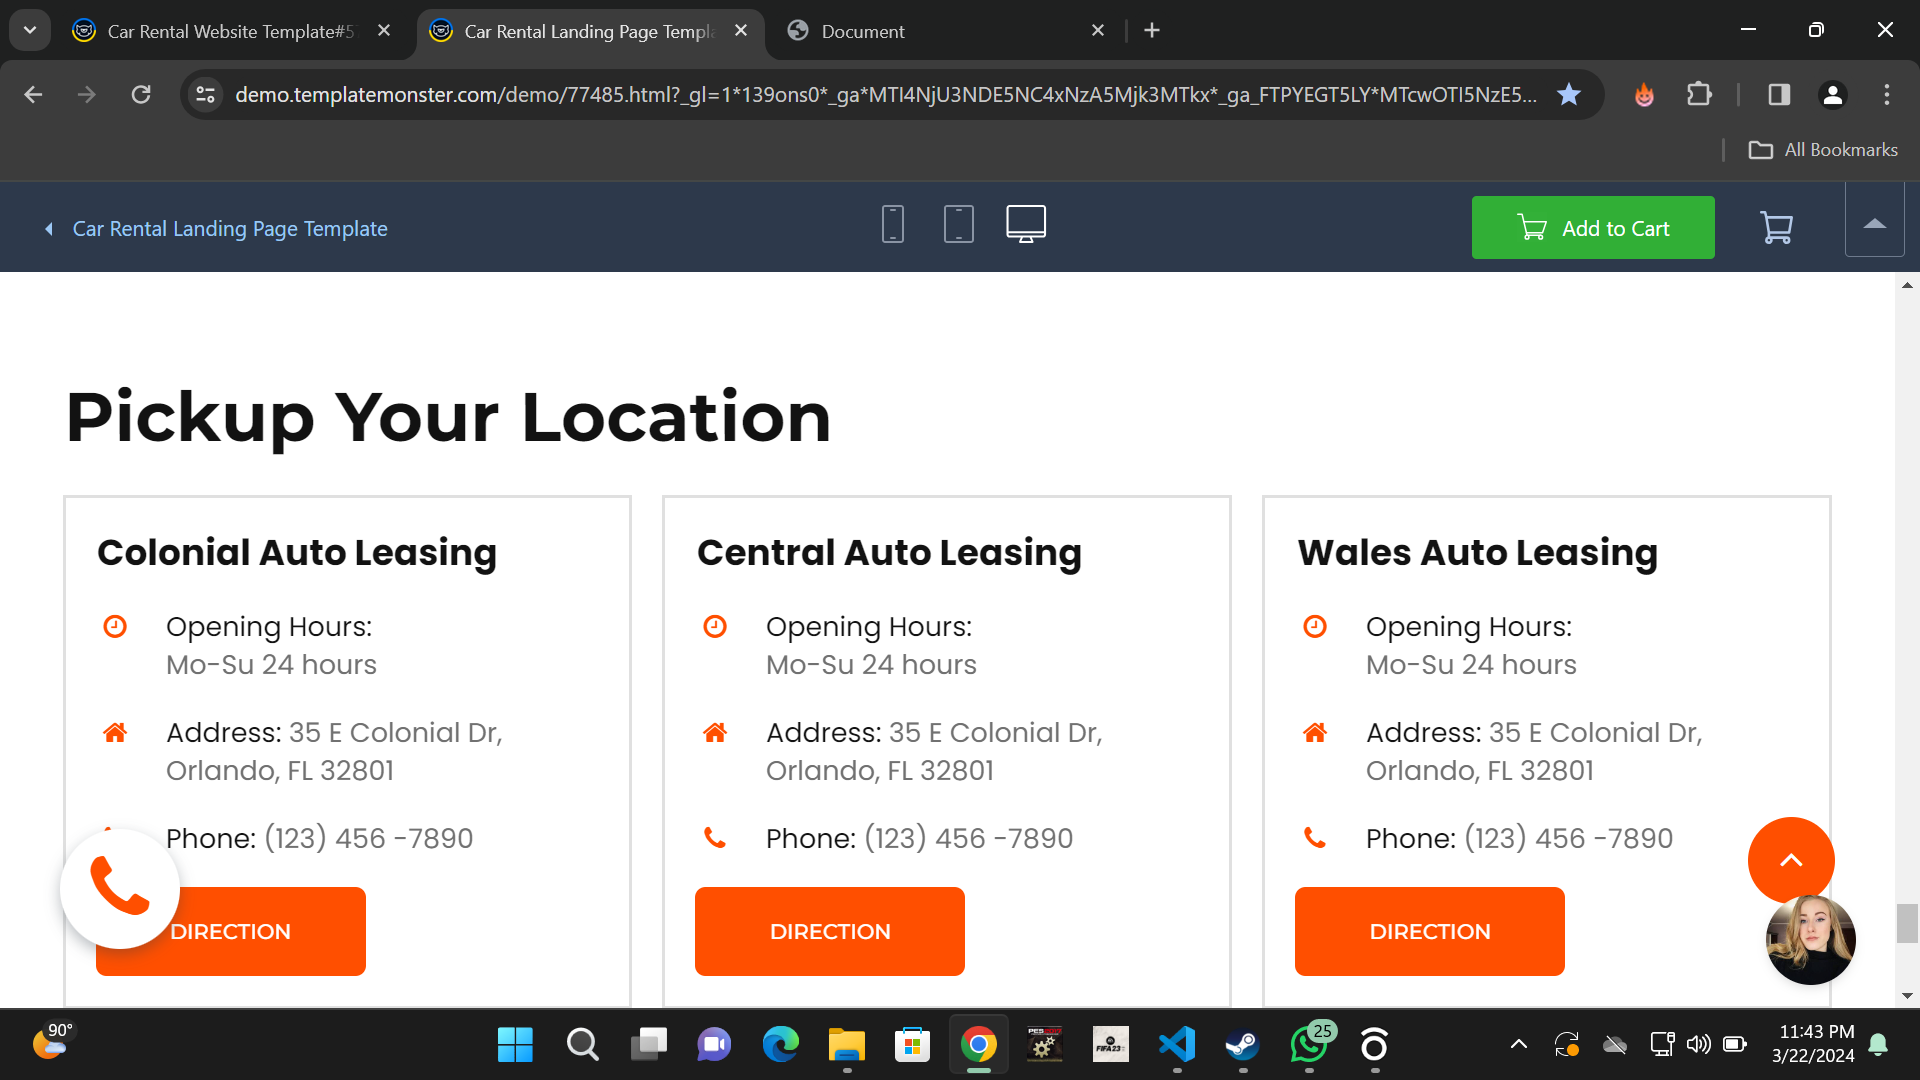 Car Rental Website Template#5
Car Rental Landing Page Templ
Document
demo.templatemonster.com/demo/77485.html?_gl=1*139ons0*_ga*MTI4NjU3NDE5NC4xNzA5Mjk3MTkx*_ga_FTPYEGT5LY*MTcwOTI5NzE5...
All Bookmarks
Car Rental Landing Page Template
Add to Cart
Pickup Your Location
Colonial Auto Leasing
Opening Hours:
Mo-Su 24 hours
Address: 35 E Colonial Dr,
Orlando, FL 32801
Phone: (123) 456 -7890
DIRECTION
Central Auto Leasing
Opening Hours:
Mo-Su 24 hours
Address: 35 E Colonial Dr,
Orlando, FL 32801
Phone: (123) 456 -7890
DIRECTION
Wales Auto Leasing
Opening Hours:
Mo-Su 24 hours
Address: 35 E Colonial Dr,
Orlando, FL 32801
Phone: (123) 456 -7890
DIRECTION
90°
FIFA23
25
11:43 PM
3/22/2024